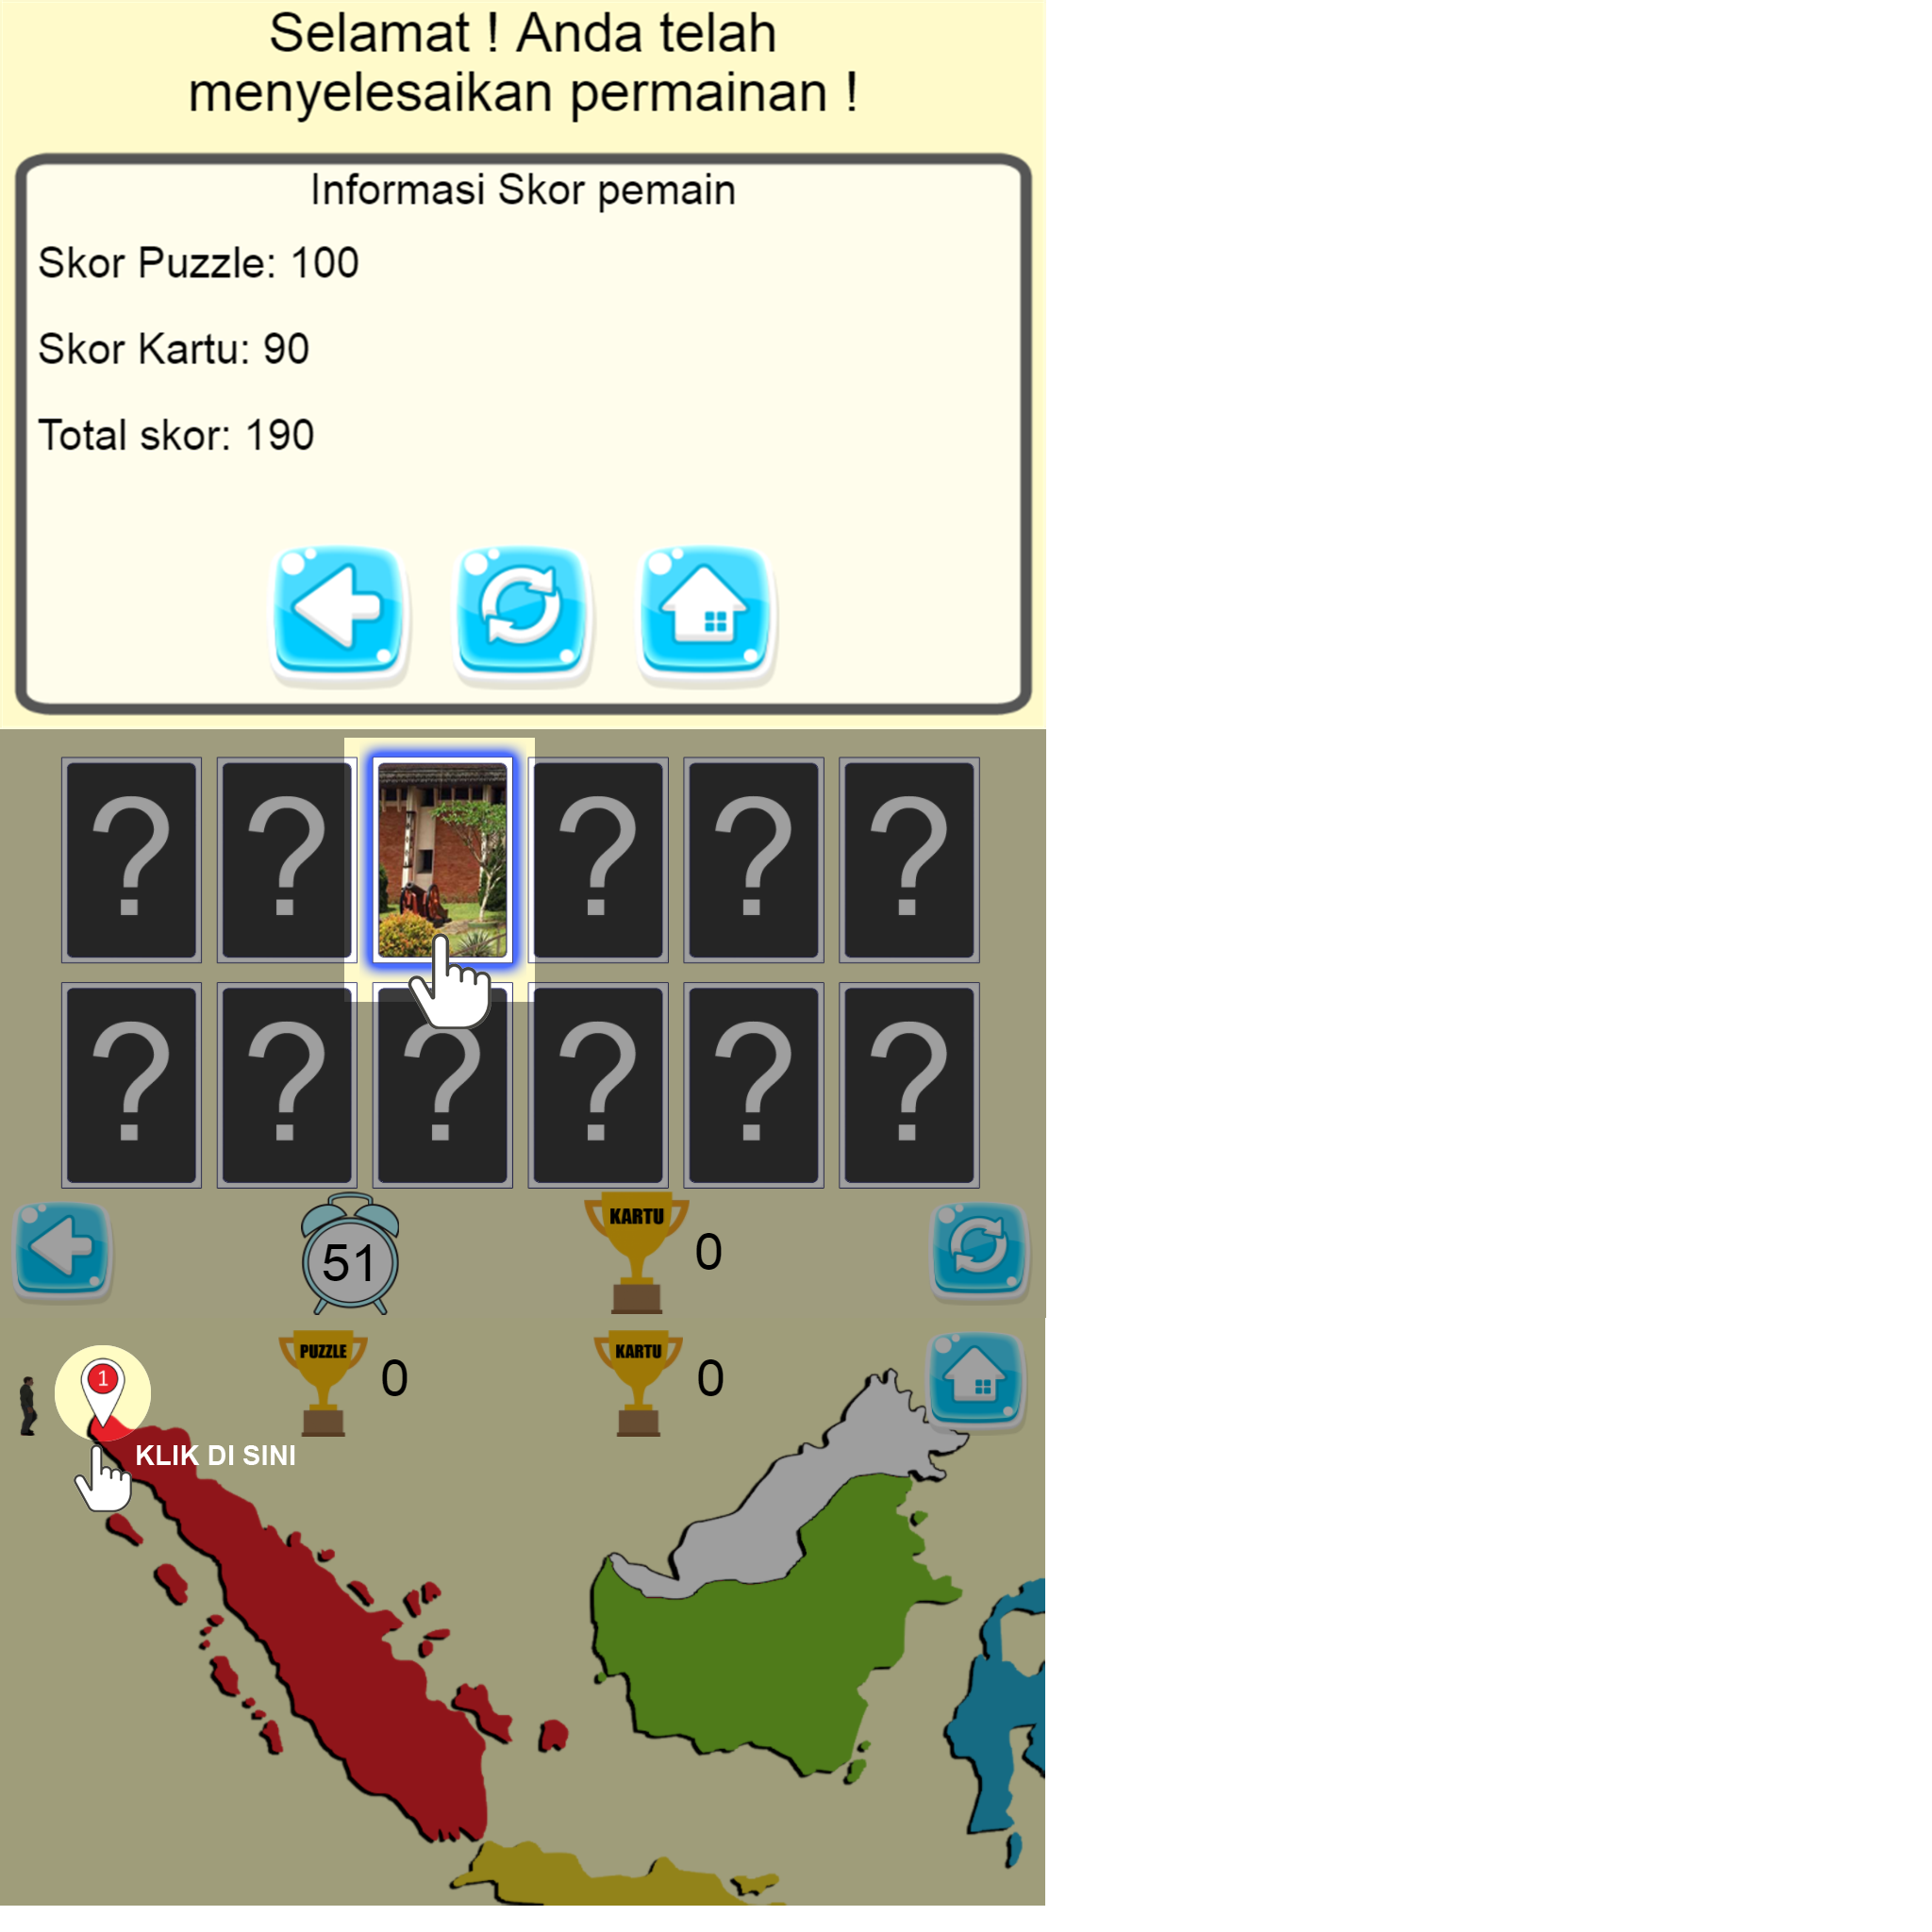 Selamat ! Anda telah
menyelesaikan permainan !
Informasi Skor pemain
Skor Puzzle: 100
Skor Kartu: 90
Total skor: 190
? ? ? ? ?
? ? ? ? ? ?
51
KARTU
0
PUZZLE
0
KARTU
0
1
KLIK DI SINI